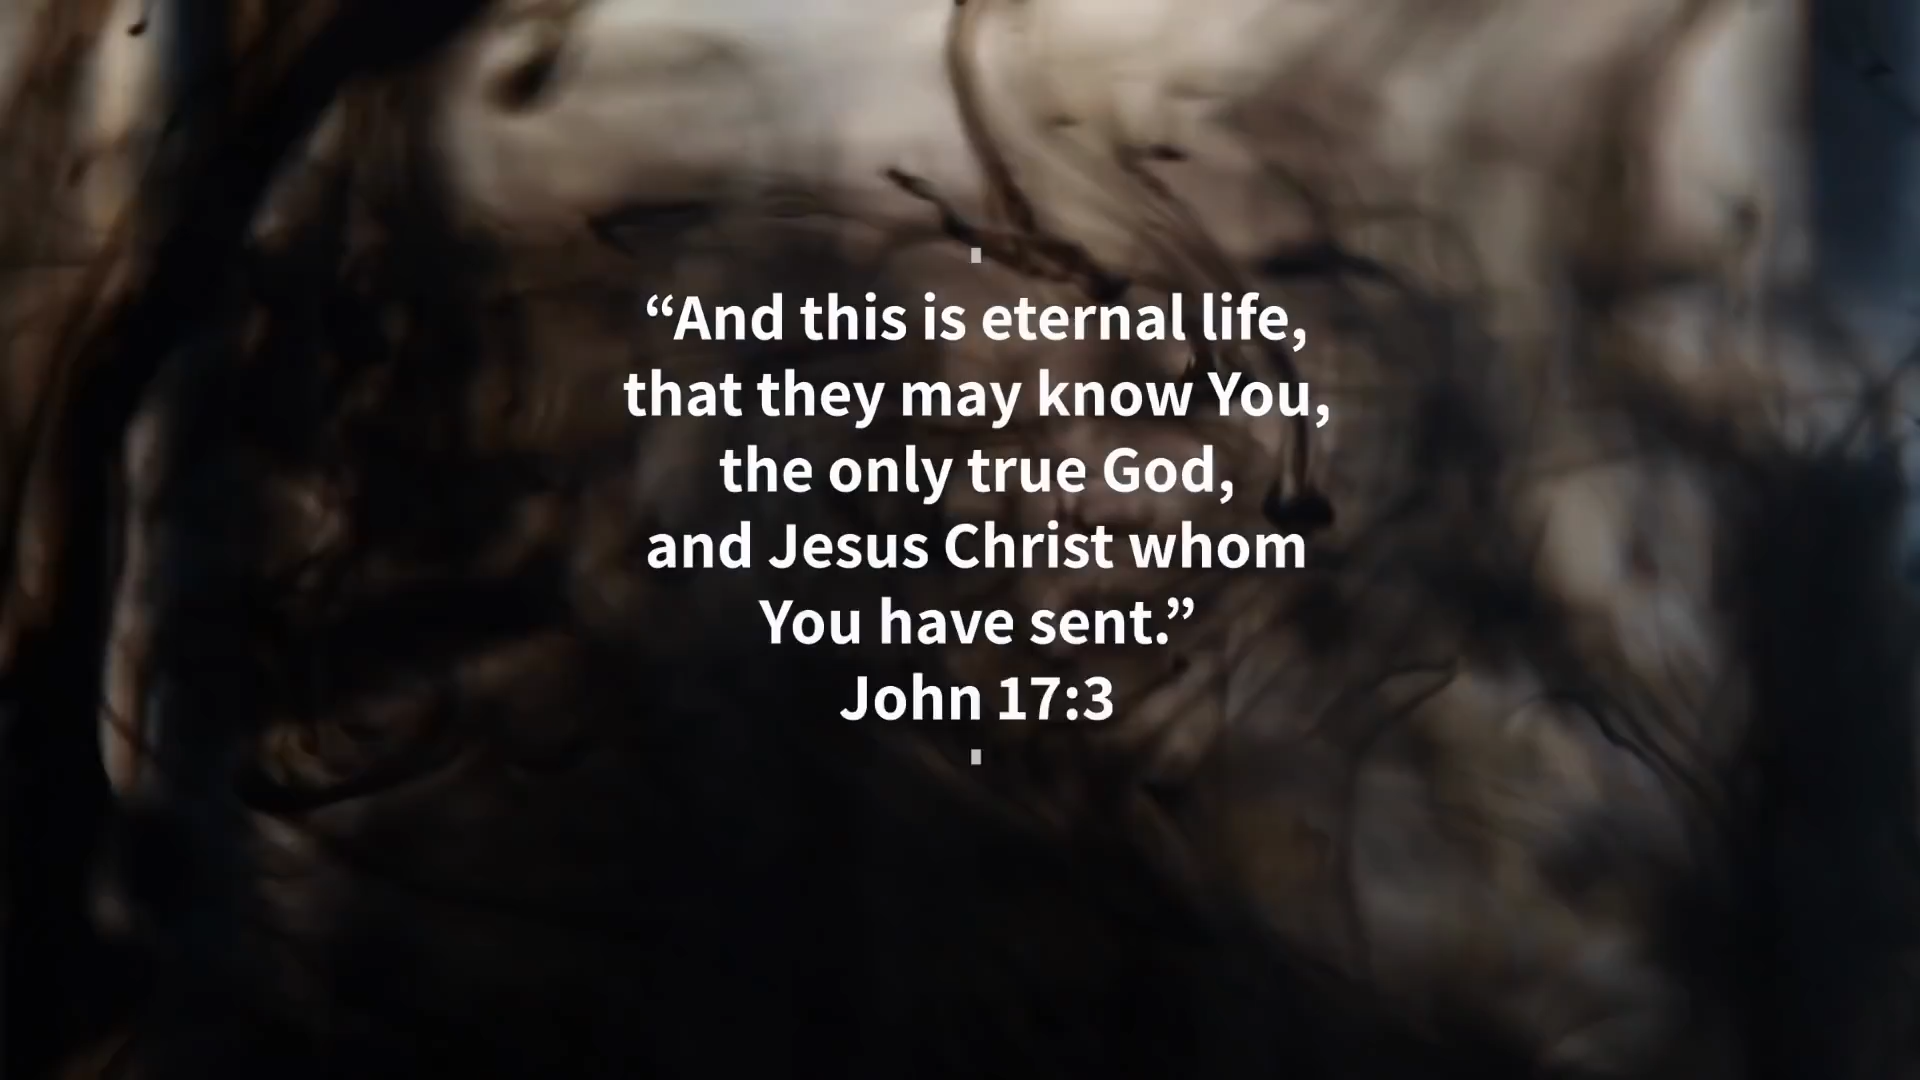 “And this is eternal life,
that they may know You,
the only true God,
and Jesus Christ whom
You have sent.”
John 17:3